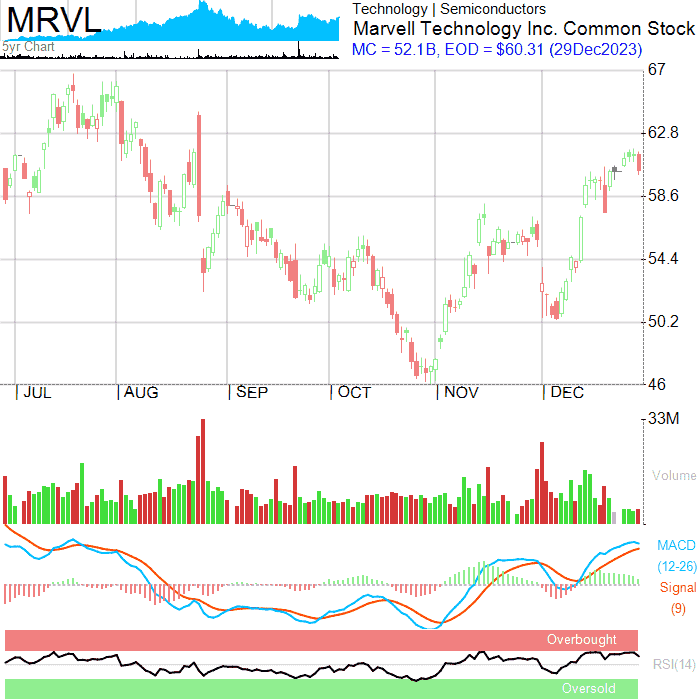 MRVL
5yr Chart
Technology | Semiconductors
Marvell Technology Inc. Common Stock
MC = 52.1B, EOD = $60.31 (29Dec2023)
67
62.8
58.6
54.4
50.2
46
JUL AUG SEP OCT NOV DEC
33M
Volume
MACD
(12-26)
Signal
(9)
Overbought
RSI(14)
Oversold